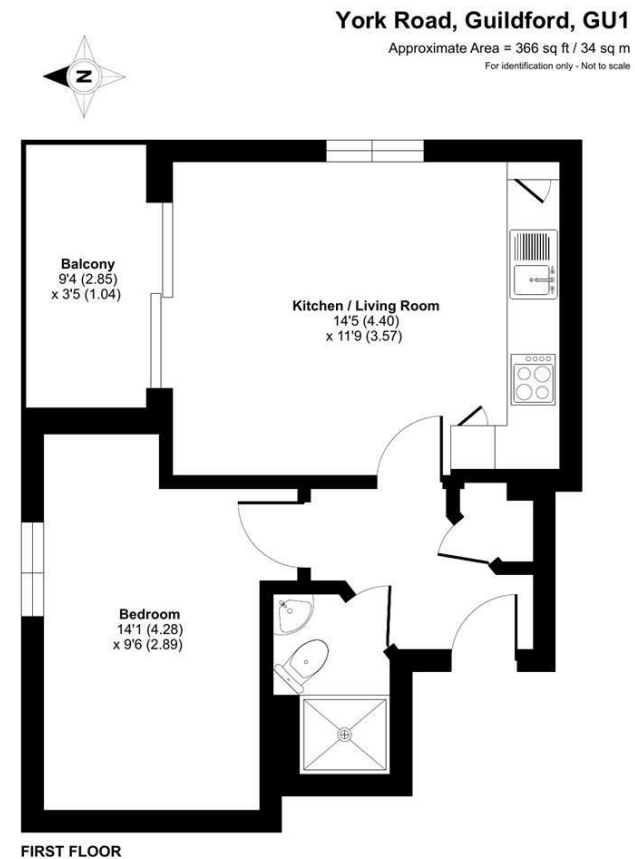 York Road, Guildford, GU1
Approximate Area = 366 sq ft / 34 sq m
For identification only - Not to scale
N
Balcony
9'4 (2.85)
x 3'5 (1.04)
Kitchen / Living Room
14'5 (4.40)
x 11'9 (3.57)
Bedroom
14'1 (4.28)
x 9'6 (2.89)
FIRST FLOOR